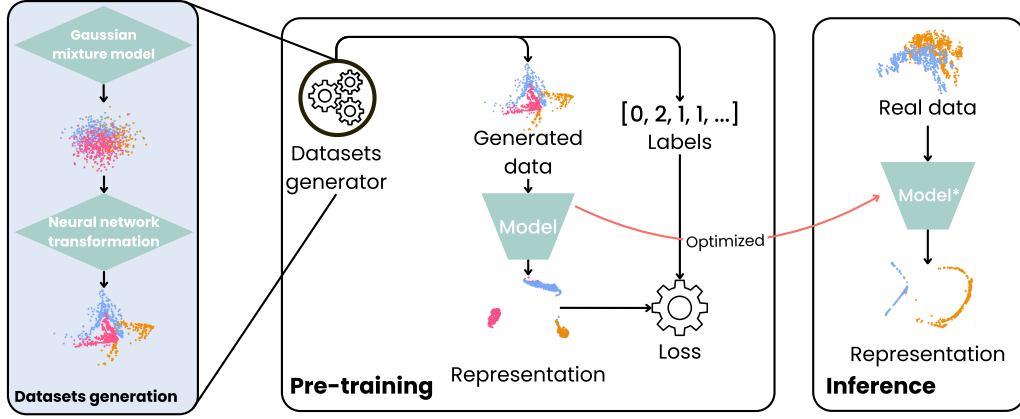 Gaussian
mixture model
Neural network
transformation
Datasets generation
Datasets
generator
Generated
data
[0, 2, 1, 1, ...]
Labels
Model
Optimized
Representation
Loss
Pre-training
Real data
Model*
Representation
Inference